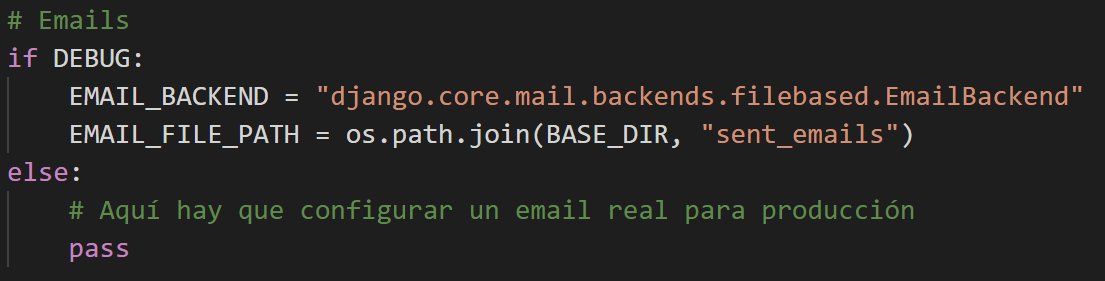 # Emails
if DEBUG:
    EMAIL_BACKEND = "django.core.mail.backends.filebased.EmailBackend"
    EMAIL_FILE_PATH = os.path.join(BASE_DIR, "sent_emails")
else:
    # Aquí hay que configurar un email real para producción
    pass